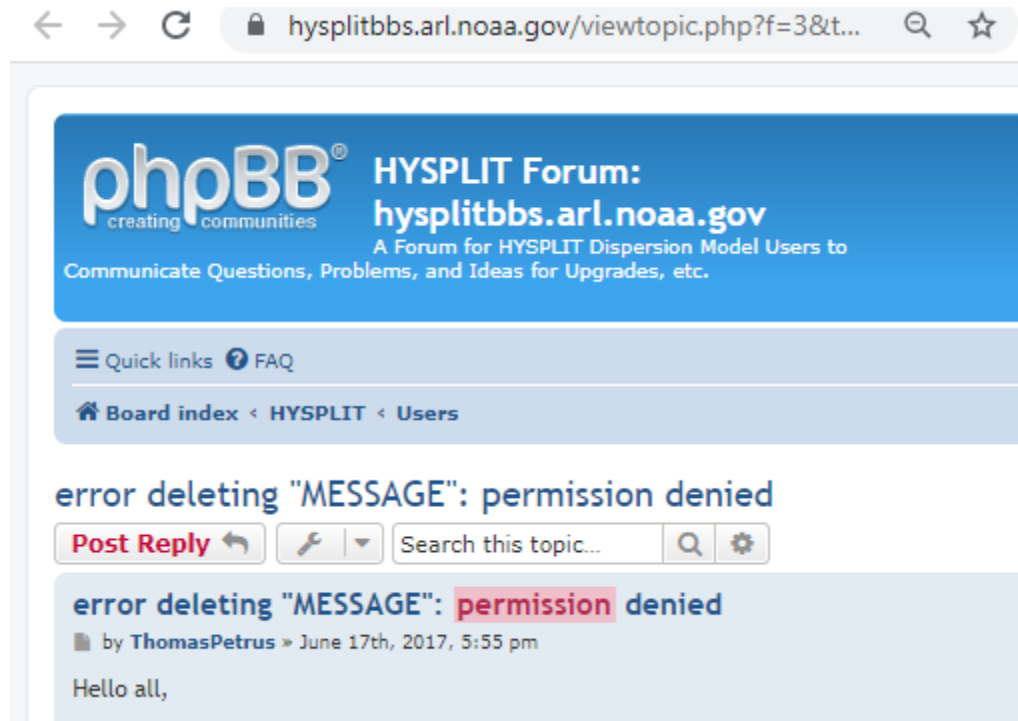 hysplitbbs.arl.noaa.gov/viewtopic.php?f=3&t...
phpBB®
creating communities
HYSPLIT Forum:
hysplitbbs.arl.noaa.gov
A Forum for HYSPLIT Dispersion Model Users to
Communicate Questions, Problems, and Ideas for Upgrades, etc.
Quick links FAQ
Board index ‹ HYSPLIT ‹ Users
error deleting "MESSAGE": permission denied
Post Reply Search this topic...
error deleting "MESSAGE": permission denied
by ThomasPetrus » June 17th, 2017, 5:55 pm
Hello all,